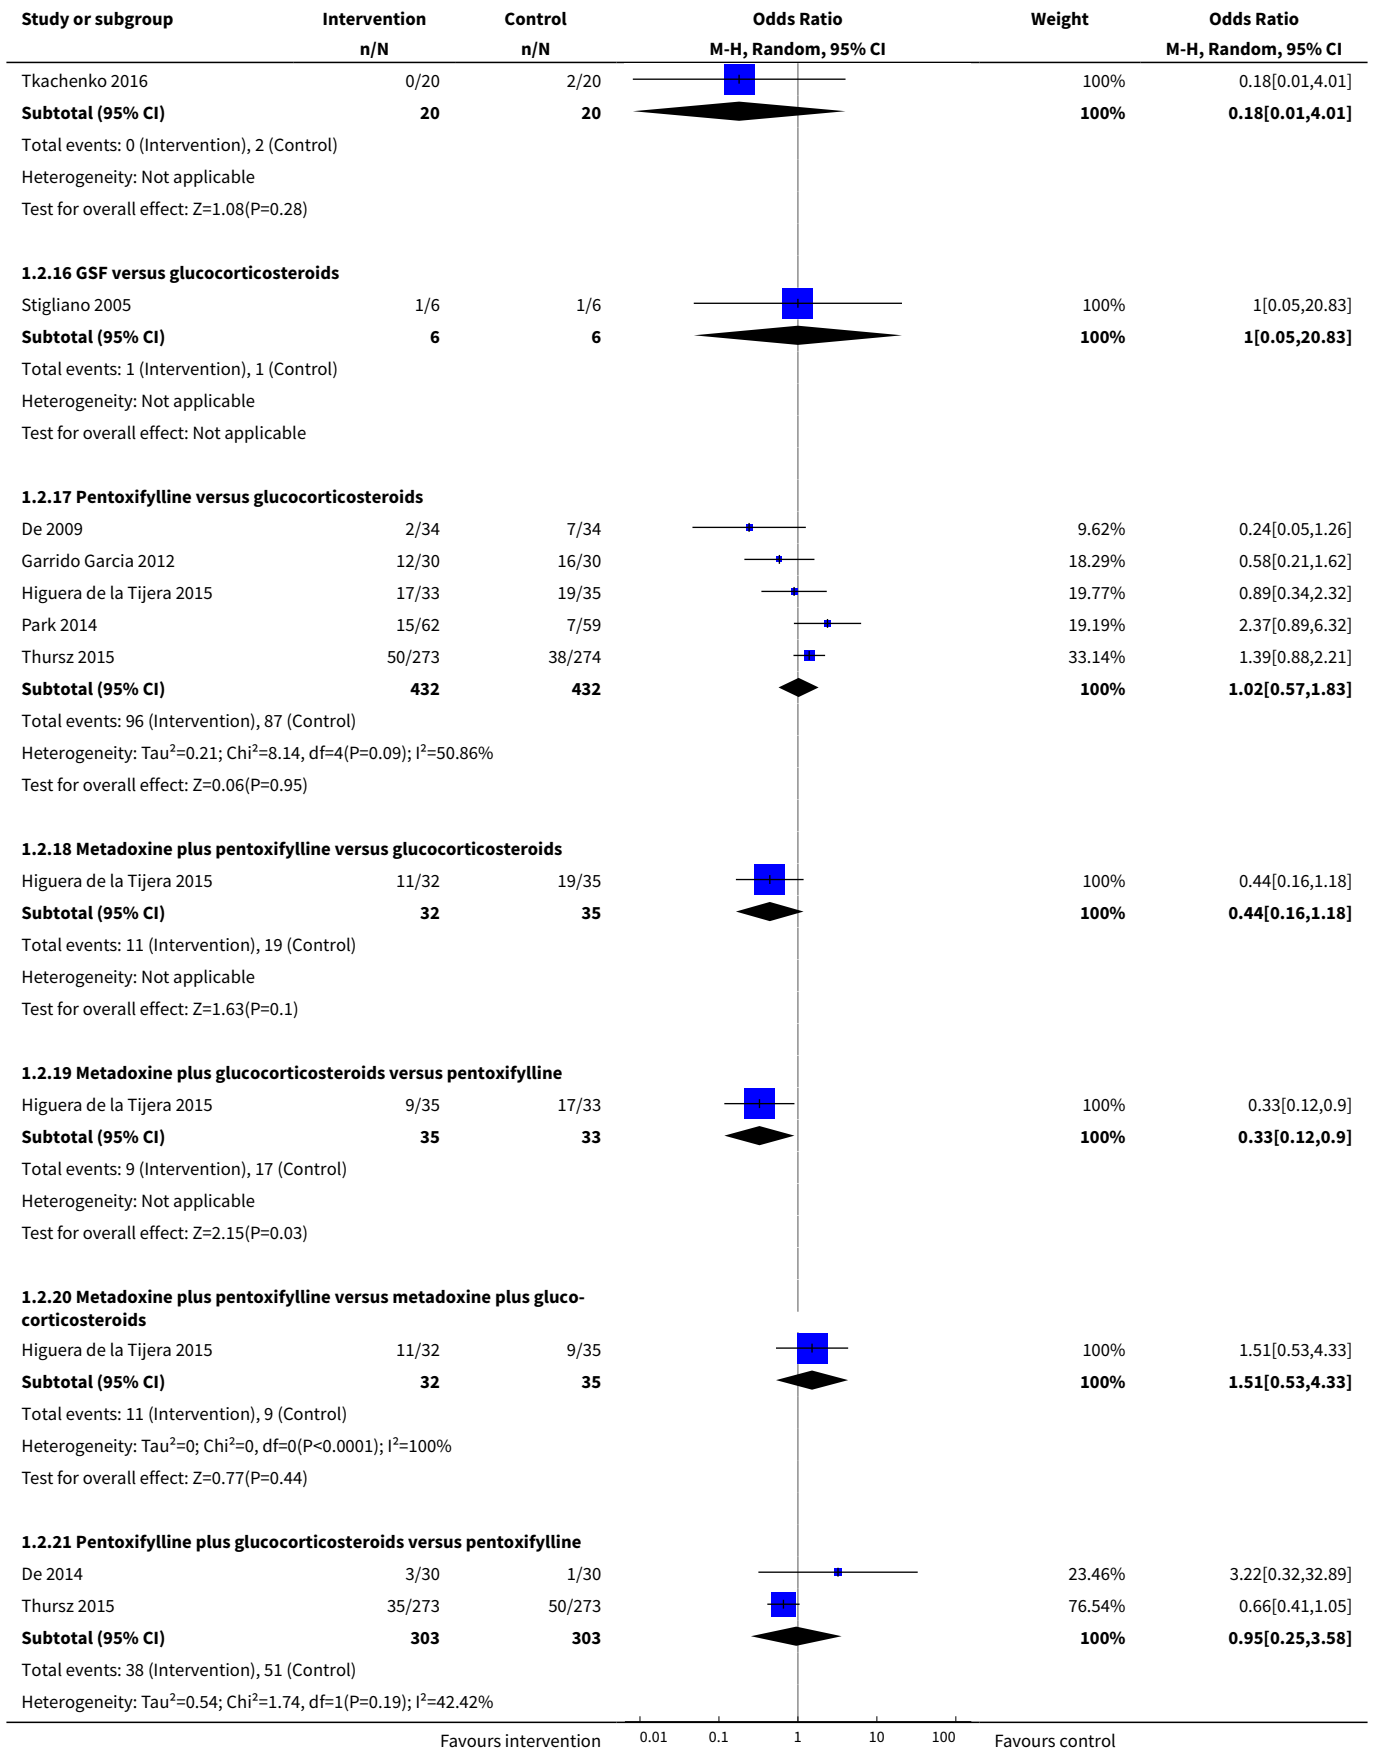 Study or subgroup Intervention Control Odds Ratio Weight Odds Ratio
n/N n/N M-H, Random, 95% CI M-H, Random, 95% CI
Tkachenko 2016 0/20 2/20 100% 0.18[0.01,4.01]
Subtotal (95% CI) 20 20 100% 0.18[0.01,4.01]
Total events: 0 (Intervention), 2 (Control)
Heterogeneity: Not applicable
Test for overall effect: Z=1.08(P=0.28)
1.2.16 GSF versus glucocorticosteroids
Stigliano 2005 1/6 1/6 100% 1[0.05,20.83]
Subtotal (95% CI) 6 6 100% 1[0.05,20.83]
Total events: 1 (Intervention), 1 (Control)
Heterogeneity: Not applicable
Test for overall effect: Not applicable
1.2.17 Pentoxifylline versus glucocorticosteroids
De 2009 2/34 7/34 9.62% 0.24[0.05,1.26]
Garrido Garcia 2012 12/30 16/30 18.29% 0.58[0.21,1.62]
Higuera de la Tijera 2015 17/33 19/35 19.77% 0.89[0.34,2.32]
Park 2014 15/62 7/59 19.19% 2.37[0.89,6.32]
Thursz 2015 50/273 38/274 33.14% 1.39[0.88,2.21]
Subtotal (95% CI) 432 432 100% 1.02[0.57,1.83]
Total events: 96 (Intervention), 87 (Control)
Heterogeneity: Tau²=0.21; Chi²=8.14, df=4(P=0.09); I²=50.86%
Test for overall effect: Z=0.06(P=0.95)
1.2.18 Metadoxine plus pentoxifylline versus glucocorticosteroids
Higuera de la Tijera 2015 11/32 19/35 100% 0.44[0.16,1.18]
Subtotal (95% CI) 32 35 100% 0.44[0.16,1.18]
Total events: 11 (Intervention), 19 (Control)
Heterogeneity: Not applicable
Test for overall effect: Z=1.63(P=0.1)
1.2.19 Metadoxine plus glucocorticosteroids versus pentoxifylline
Higuera de la Tijera 2015 9/35 17/33 100% 0.33[0.12,0.9]
Subtotal (95% CI) 35 33 100% 0.33[0.12,0.9]
Total events: 9 (Intervention), 17 (Control)
Heterogeneity: Not applicable
Test for overall effect: Z=2.15(P=0.03)
1.2.20 Metadoxine plus pentoxifylline versus metadoxine plus gluco-
corticosteroids
Higuera de la Tijera 2015 11/32 9/35 100% 1.51[0.53,4.33]
Subtotal (95% CI) 32 35 100% 1.51[0.53,4.33]
Total events: 11 (Intervention), 9 (Control)
Heterogeneity: Tau²=0; Chi²=0, df=0(P<0.0001); I²=100%
Test for overall effect: Z=0.77(P=0.44)
1.2.21 Pentoxifylline plus glucocorticosteroids versus pentoxifylline
De 2014 3/30 1/30 23.46% 3.22[0.32,32.89]
Thursz 2015 35/273 50/273 76.54% 0.66[0.41,1.05]
Subtotal (95% CI) 303 303 100% 0.95[0.25,3.58]
Total events: 38 (Intervention), 51 (Control)
Heterogeneity: Tau²=0.54; Chi²=1.74, df=1(P=0.19); I²=42.42%
Favours intervention 0.01 0.1 1 10 100 Favours control